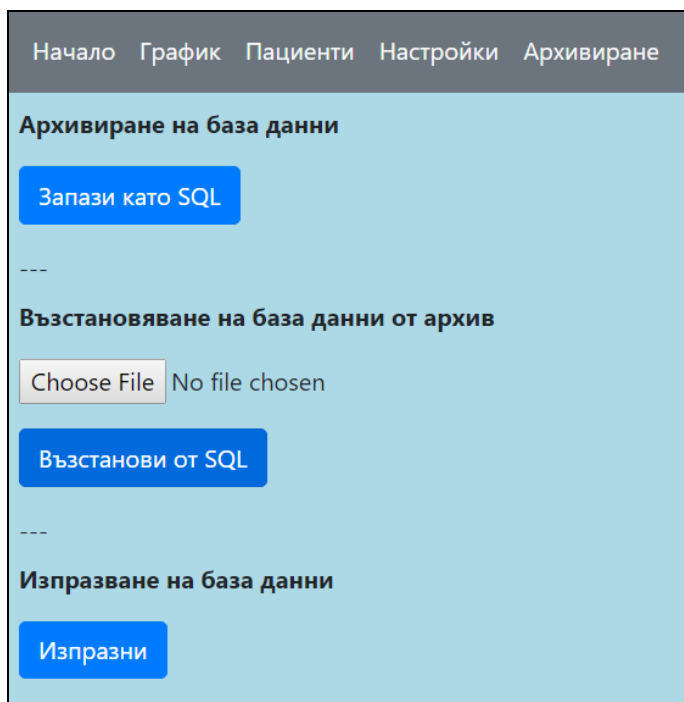 Начало График Пациенти Настройки Архивиране
Архивиране на база данни
Запази като SQL
---
Възстановяване на база данни от архив
Choose File No file chosen
Възстанови от SQL
---
Изпразване на база данни
Изпразни